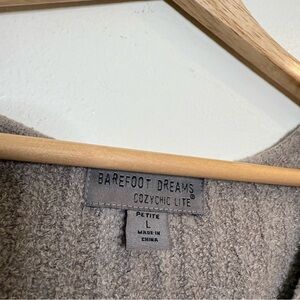 BAREFOOT DREAMS®
COZYCHIC LITE®
PETITE
L
MADE IN
CHINA